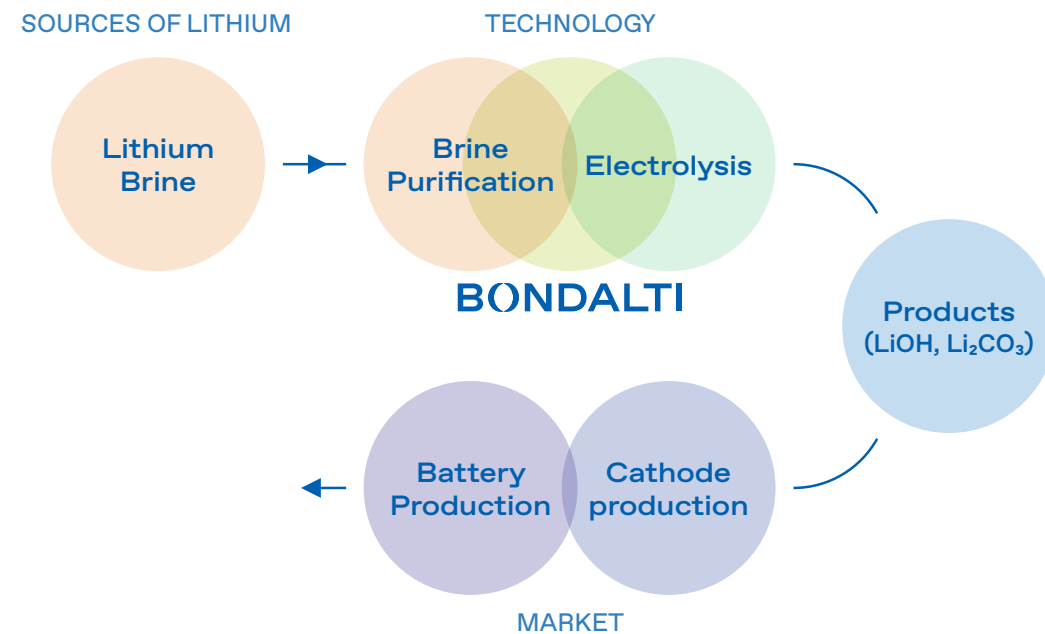 SOURCES OF LITHIUM
TECHNOLOGY
Lithium
Brine
Brine
Purification
Electrolysis
BONDALTI
Products
(LiOH, Li₂CO₃)
Battery
Production
Cathode
production
MARKET